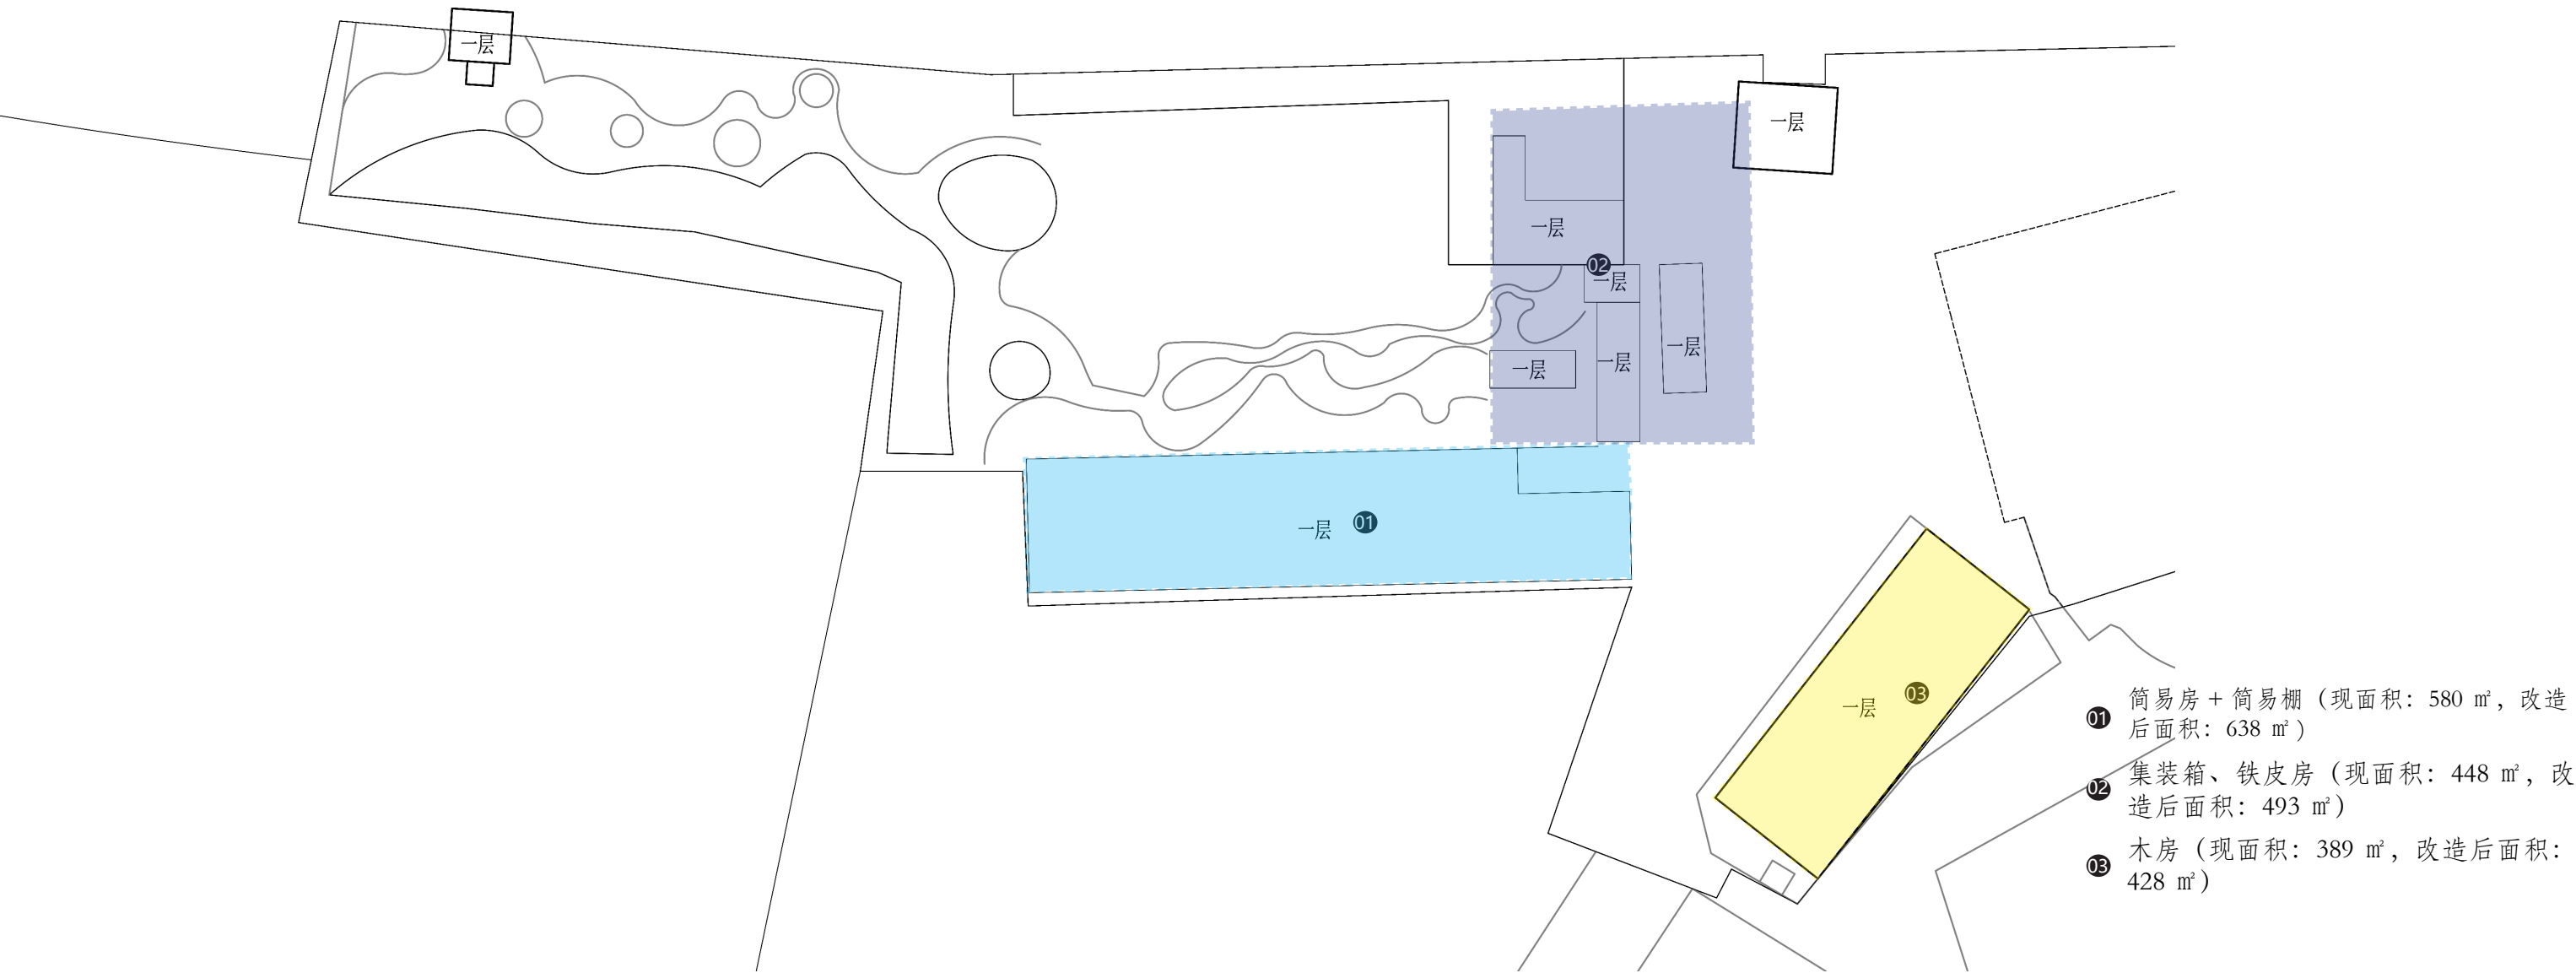 一层
一层
一层
02
一层
一层
一层
一层
一层 01
一层 03
01 简易房 + 简易棚（现面积：580 ㎡，改造
后面积：638 ㎡）
02 集装箱、铁皮房（现面积：448 ㎡，改
造后面积：493 ㎡）
03 木房（现面积：389 ㎡，改造后面积：
428 ㎡）